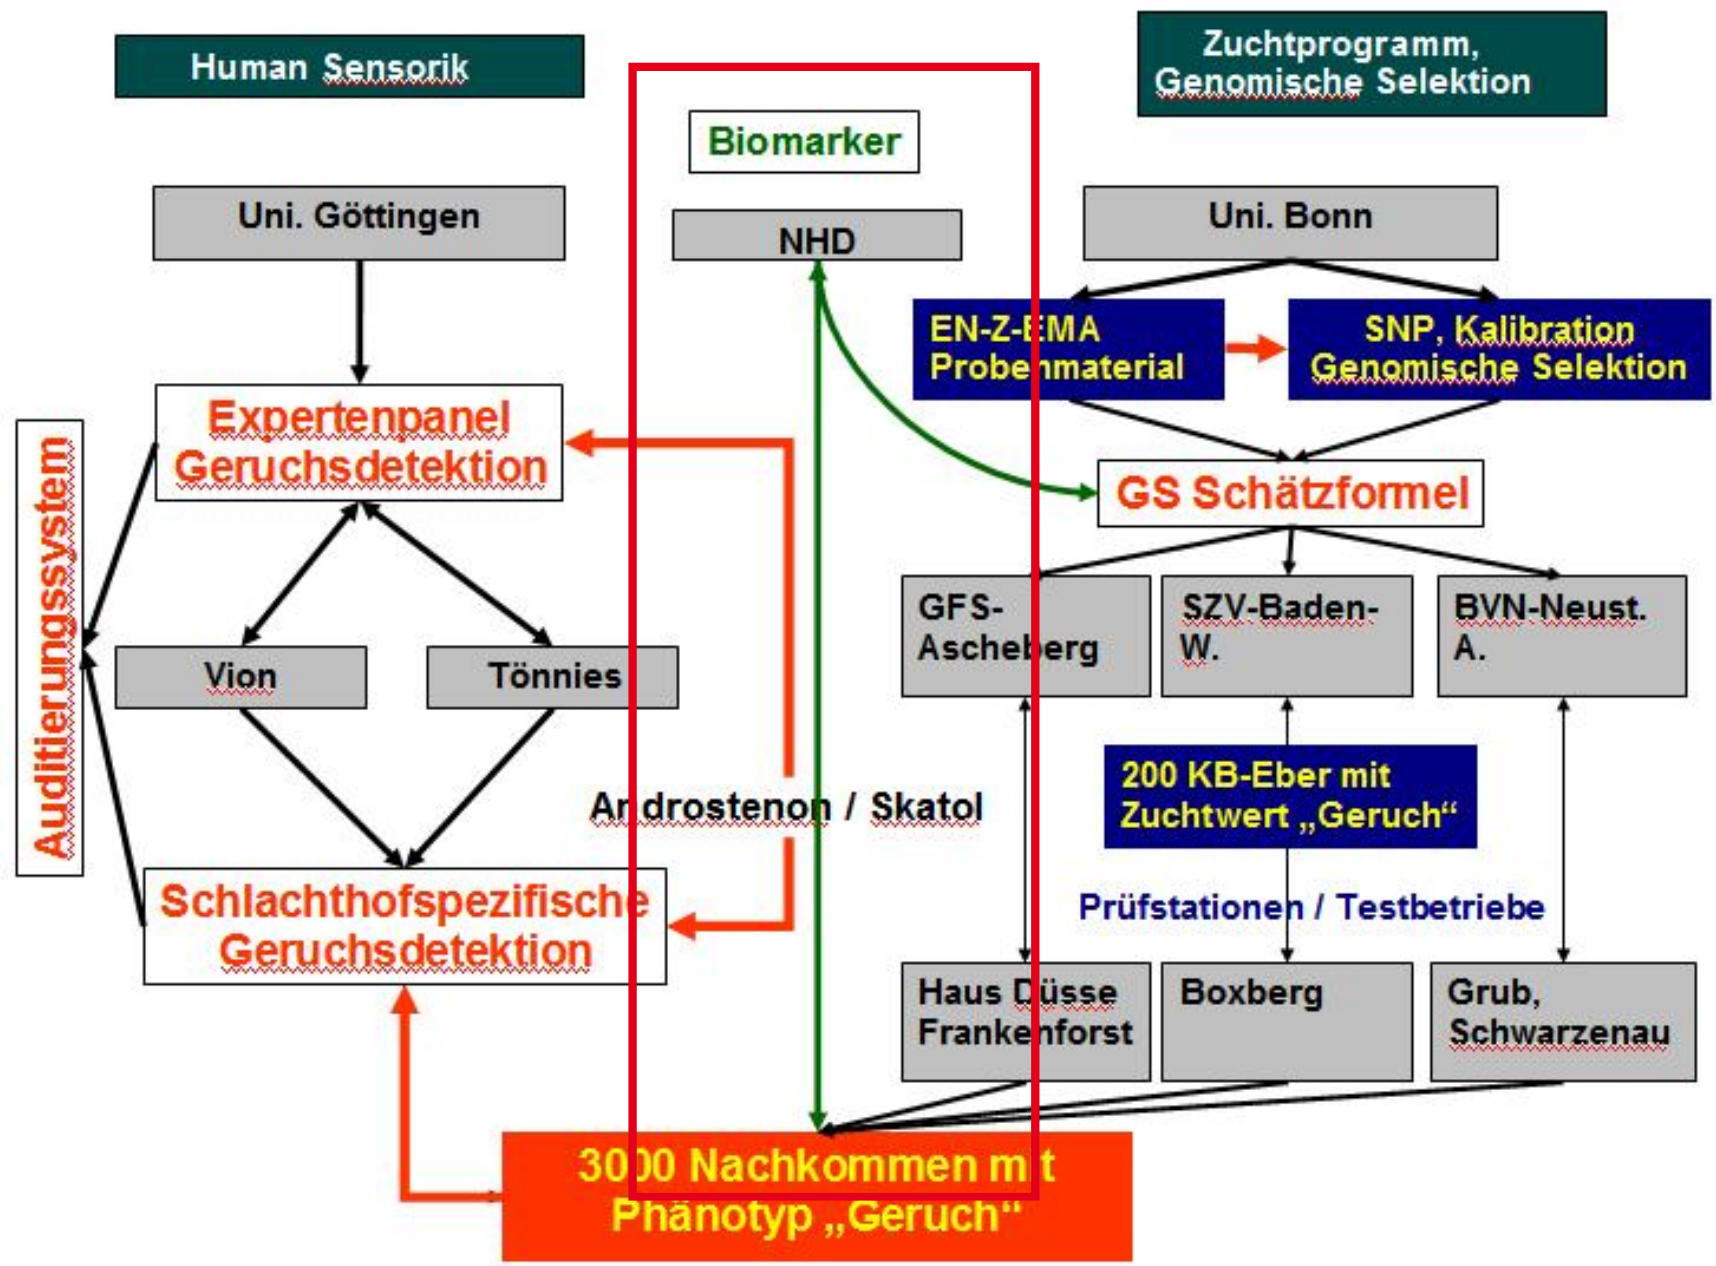 Human Sensorik
Zuchtprogramm,
Genomische Selektion
Biomarker
Uni. Göttingen
NHD
Uni. Bonn
EN-Z-EMA
Probenmaterial
SNP, Kalibration
Genomische Selektion
Expertenpanel
Geruchsdetektion
GS Schätzformel
Auditierungssystem
GFS-
Ascheberg
SZV-Baden-
W.
BVN-Neust.
A.
Vion
Tönnies
200 KB-Eber mit
Zuchtwert „Geruch“
Androstenon / Skatol
Schlachthofspezifische
Geruchsdetektion
Prüfstationen / Testbetriebe
Haus Düsse
Frankenforst
Boxberg
Grub,
Schwarzenau
3000 Nachkommen mit
Phänotyp „Geruch“